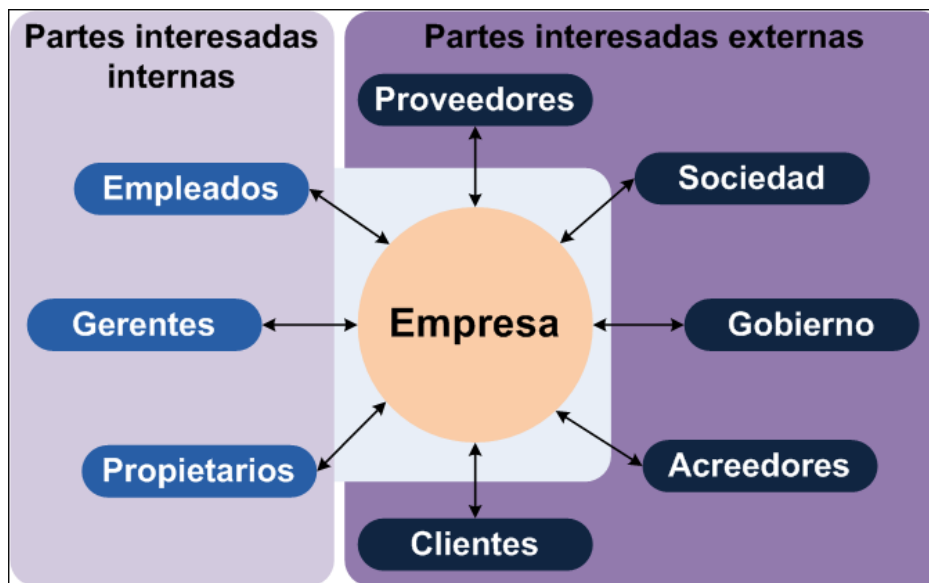 Partes interesadas
internas
Partes interesadas externas
Proveedores
Empleados
Sociedad
Gerentes
Empresa
Gobierno
Propietarios
Acreedores
Clientes